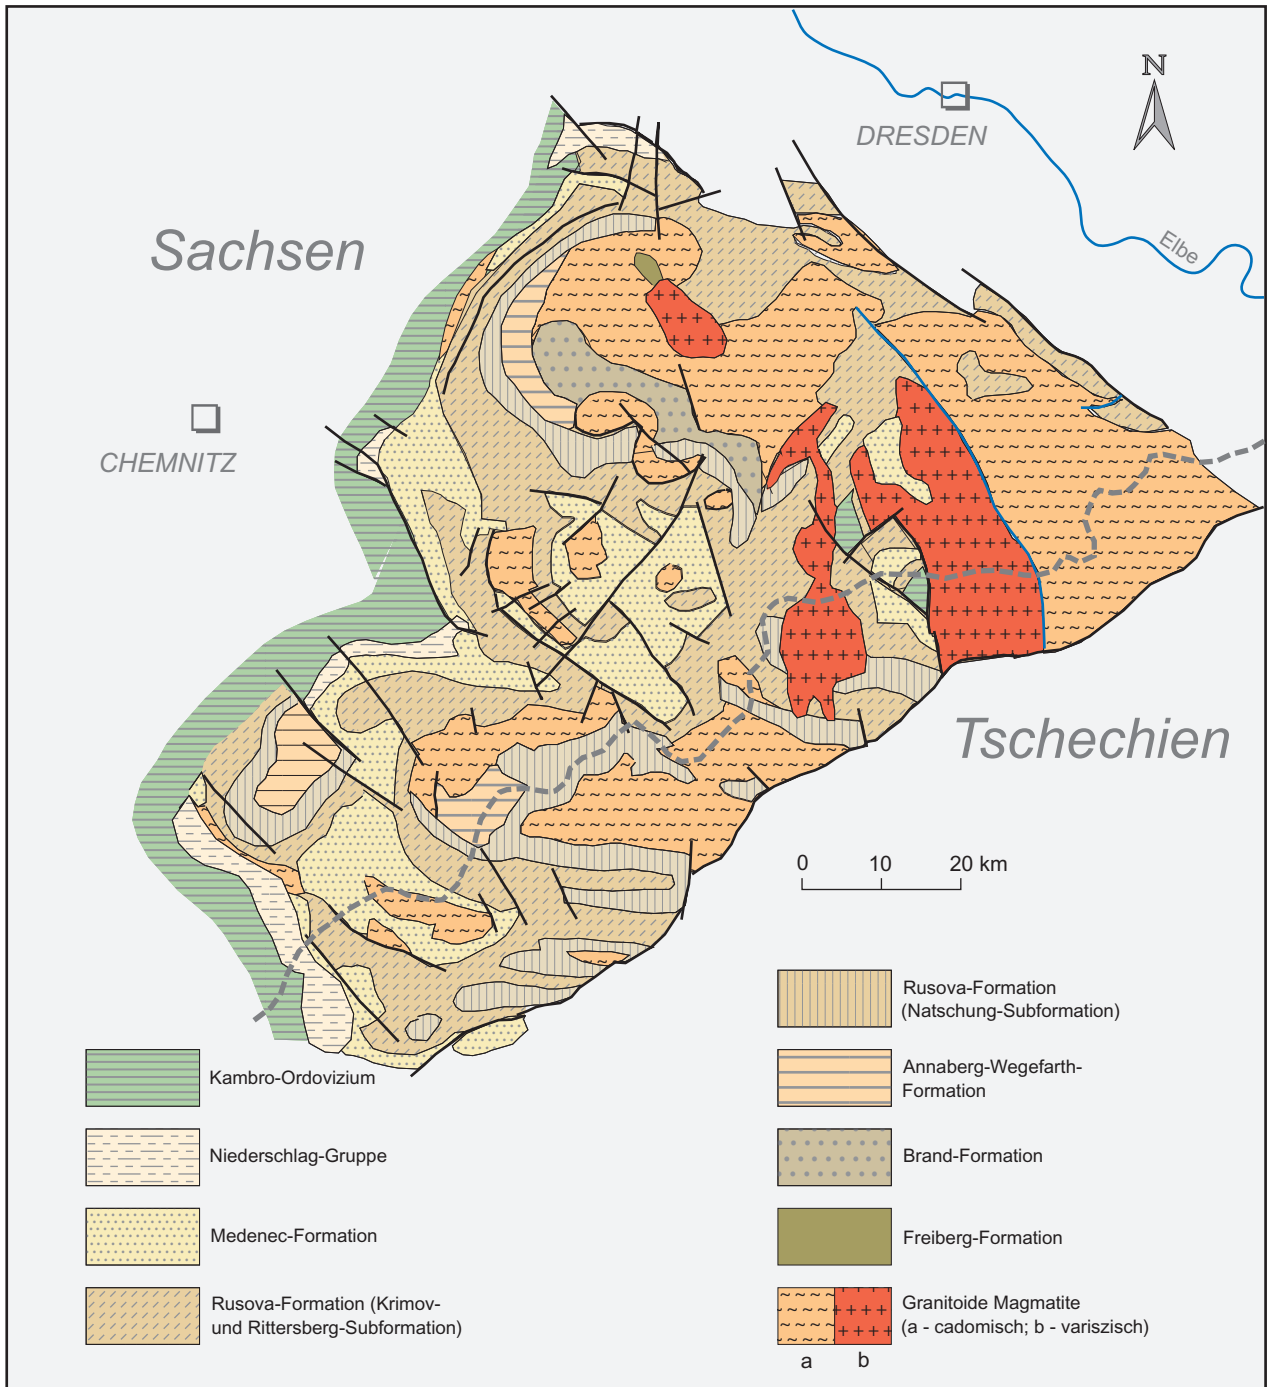 N
DRESDEN
Sachsen
Elbe
CHEMNITZ
Tschechien
0 10 20 km
Kambro-Ordovizium
Niederschlag-Gruppe
Medenec-Formation
Rusova-Formation (Krimov-
und Rittersberg-Subformation)
Rusova-Formation
(Natschung-Subformation)
Annaberg-Wegefarth-
Formation
Brand-Formation
Freiberg-Formation
Granitoide Magmatite
(a - cadomisch; b - variszisch)
a b